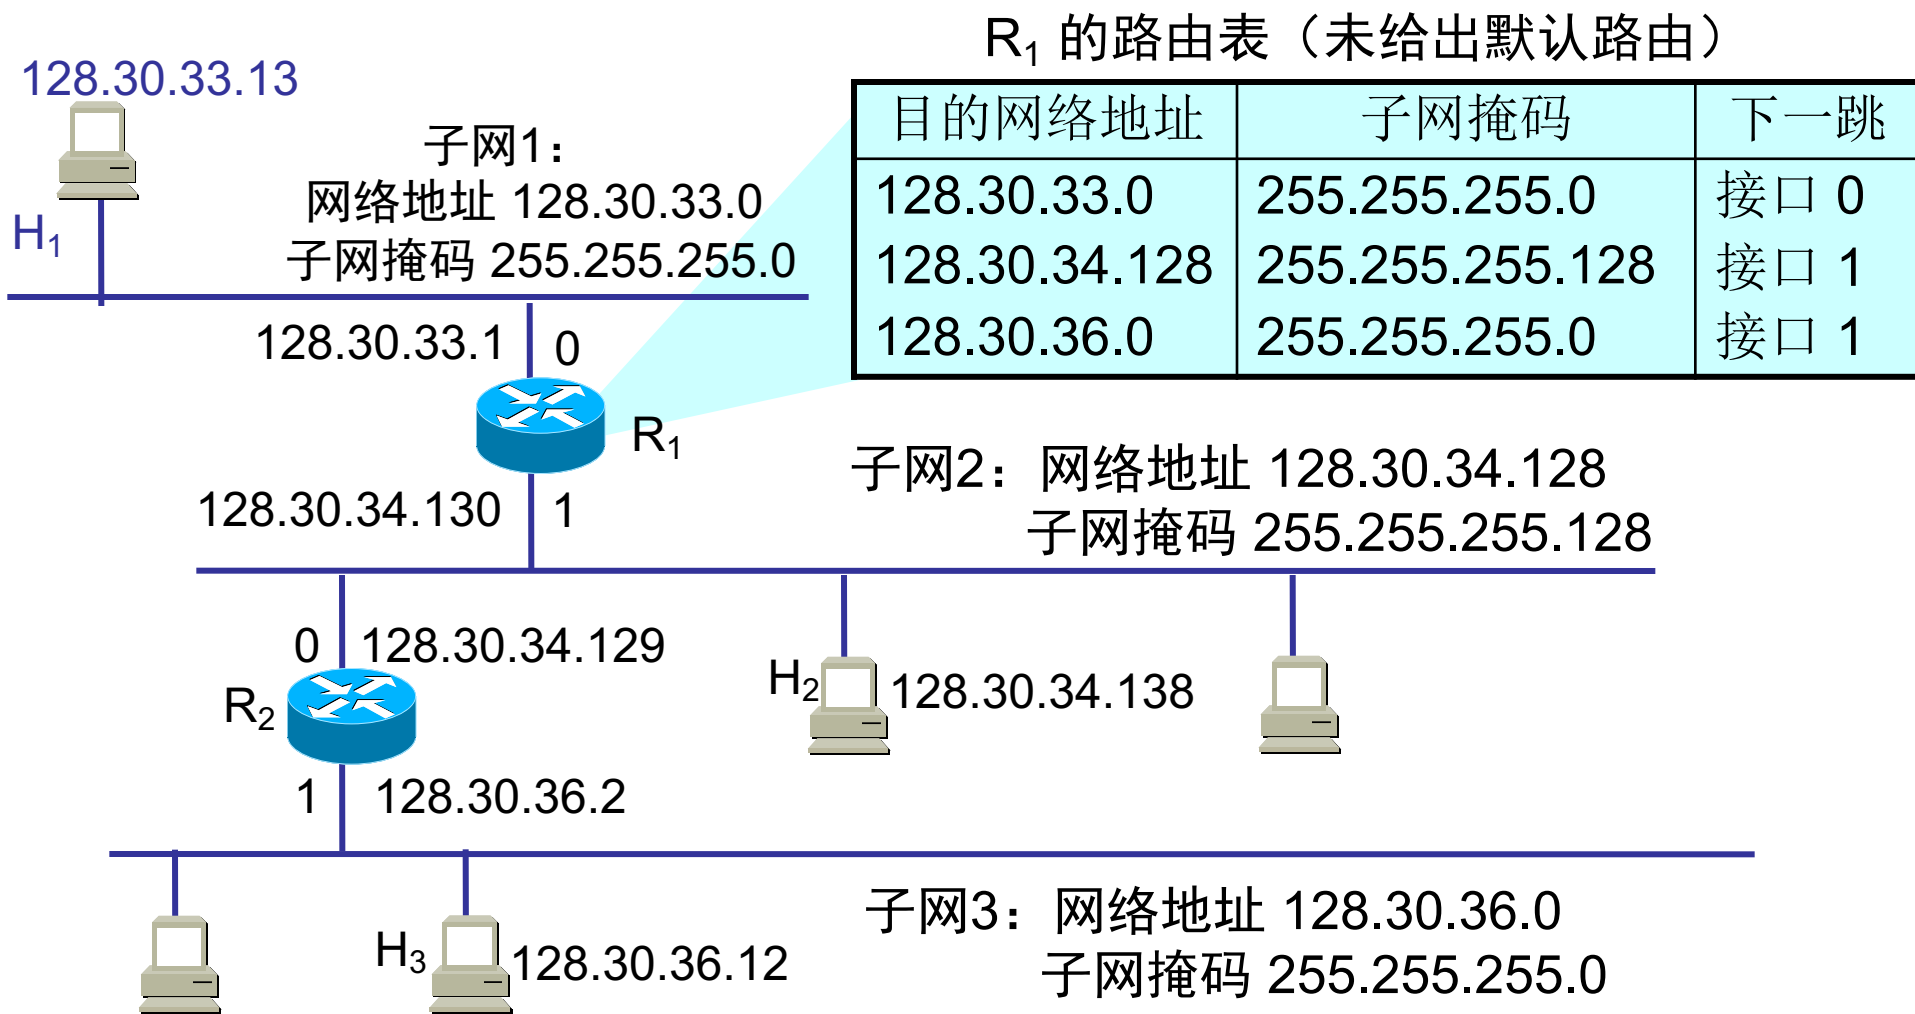 R₁ 的路由表（未给出默认路由）
128.30.33.13
目的网络地址 子网掩码 下一跳
128.30.33.0 255.255.255.0 接口 0
128.30.34.128 255.255.255.128 接口 1
128.30.36.0 255.255.255.0 接口 1
子网1：
网络地址 128.30.33.0
子网掩码 255.255.255.0
H₁
128.30.33.1 0
R₁
128.30.34.130 1
子网2：网络地址 128.30.34.128
子网掩码 255.255.255.128
0 128.30.34.129
R₂
H₂ 128.30.34.138
1 128.30.36.2
H₃ 128.30.36.12
子网3：网络地址 128.30.36.0
子网掩码 255.255.255.0